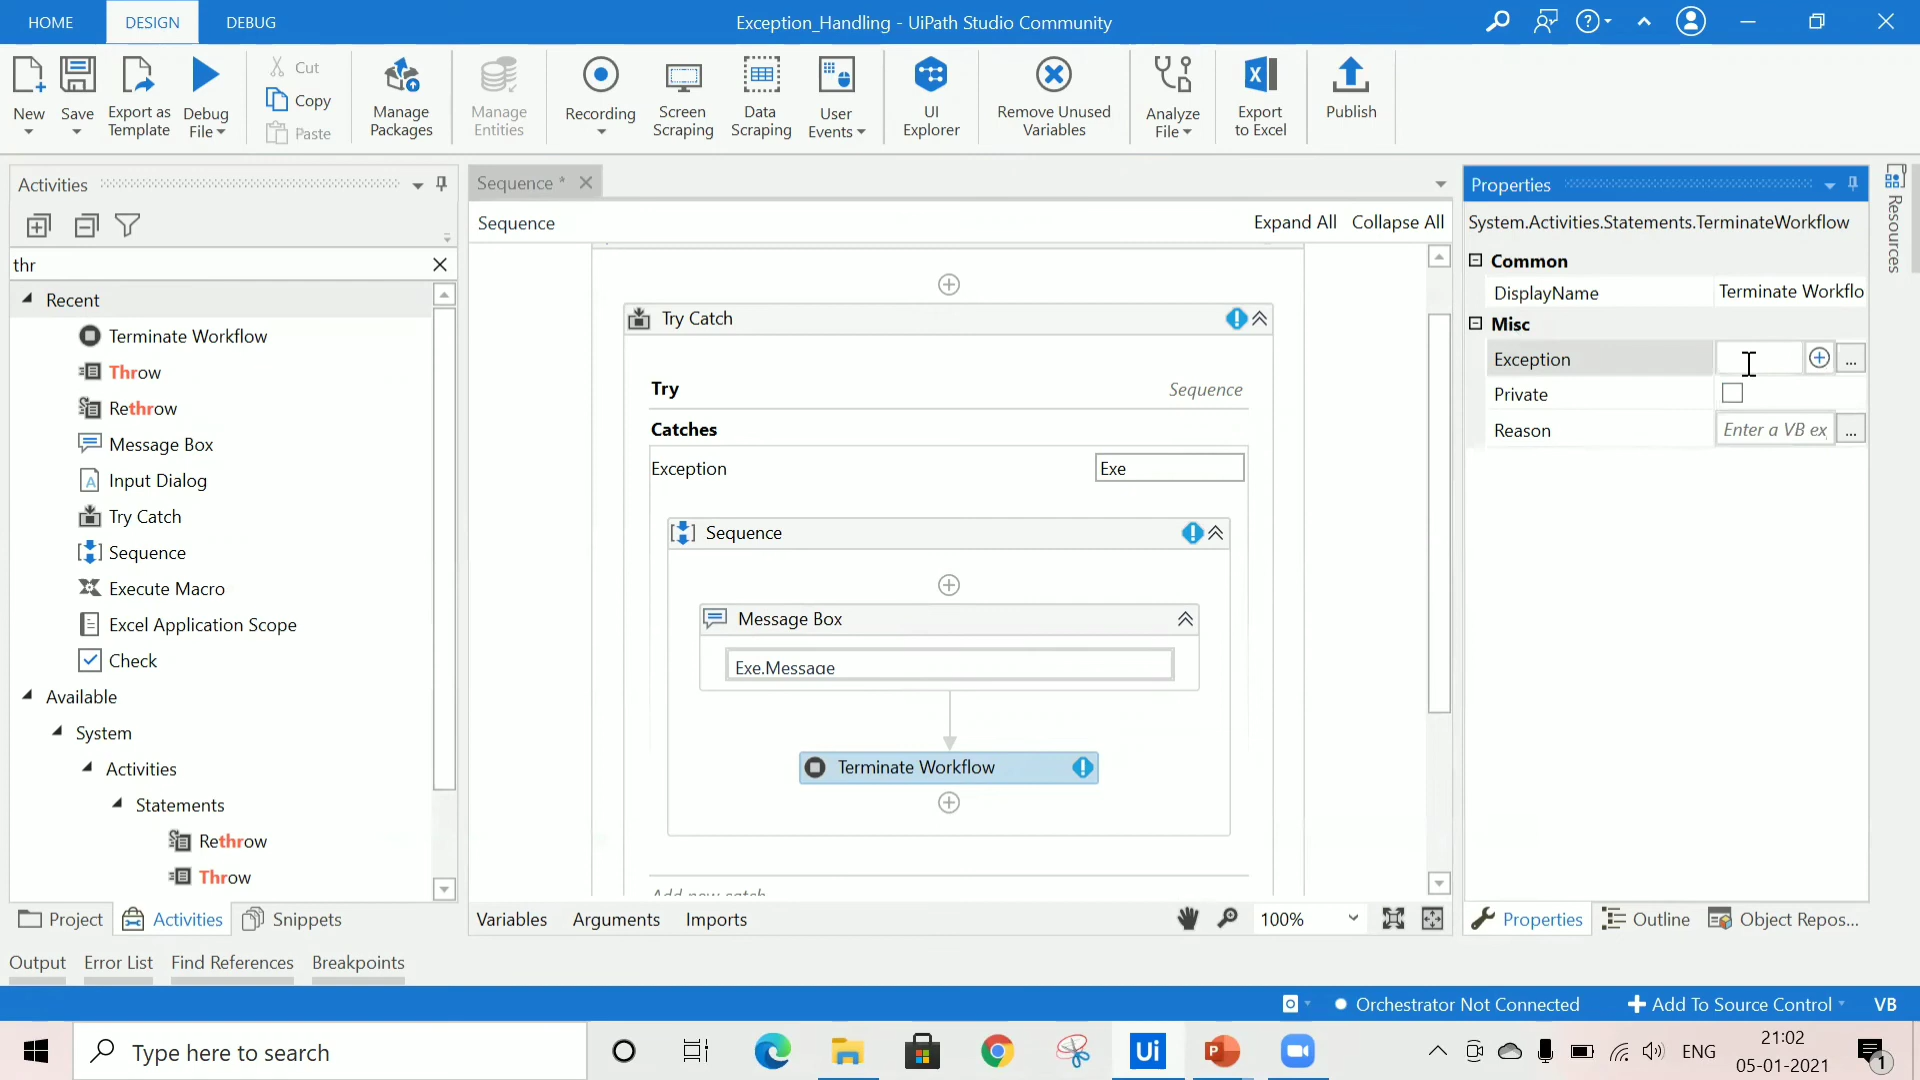 HOME DESIGN DEBUG Exception_Handling - UiPath Studio Community
New Save Export as Template Debug File Cut Copy Paste Manage Packages Manage Entities Recording Screen Scraping Data Scraping User Events UI Explorer Remove Unused Variables Analyze File Export to Excel Publish
Activities
thr
Recent
Terminate Workflow
Throw
Rethrow
Message Box
Input Dialog
Try Catch
Sequence
Execute Macro
Excel Application Scope
Check
Available
System
Activities
Statements
Rethrow
Throw
Project Activities Snippets
Sequence *
Sequence Expand All Collapse All
Try Catch
Try Sequence
Catches
Exception Exe
Sequence
Message Box
Exe.Message
Terminate Workflow
Add new catch
Variables Arguments Imports 100%
Properties
System.Activities.Statements.TerminateWorkflow
Common
DisplayName Terminate Workflo
Misc
Exception ...
Private
Reason Enter a VB ex ...
Properties Outline Object Repos...
Resources
Output Error List Find References Breakpoints
Orchestrator Not Connected Add To Source Control VB
Type here to search
Ui
ENG
21:02
05-01-2021
1